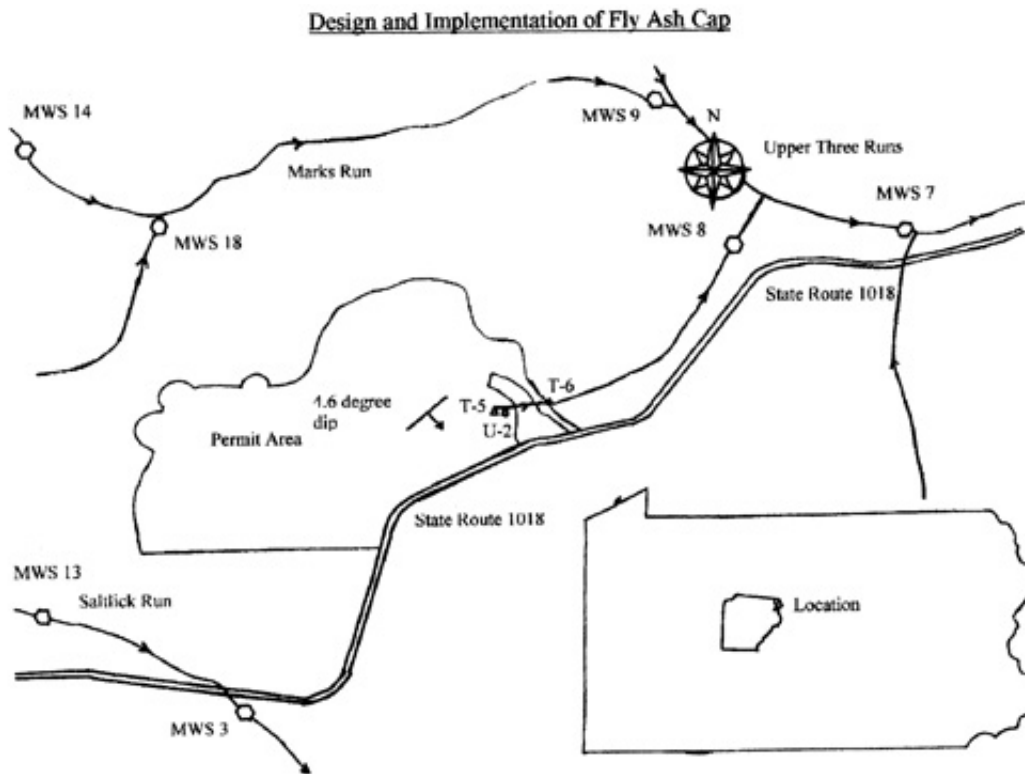 Design and Implementation of Fly Ash Cap
MWS 14
MWS 9
N
Marks Run
Upper Three Runs
MWS 7
MWS 18
MWS 8
State Route 1018
T-6
4.6 degree
dip
T-5
U-2
Permit Area
State Route 1018
MWS 13
Saltlick Run
Location
MWS 3